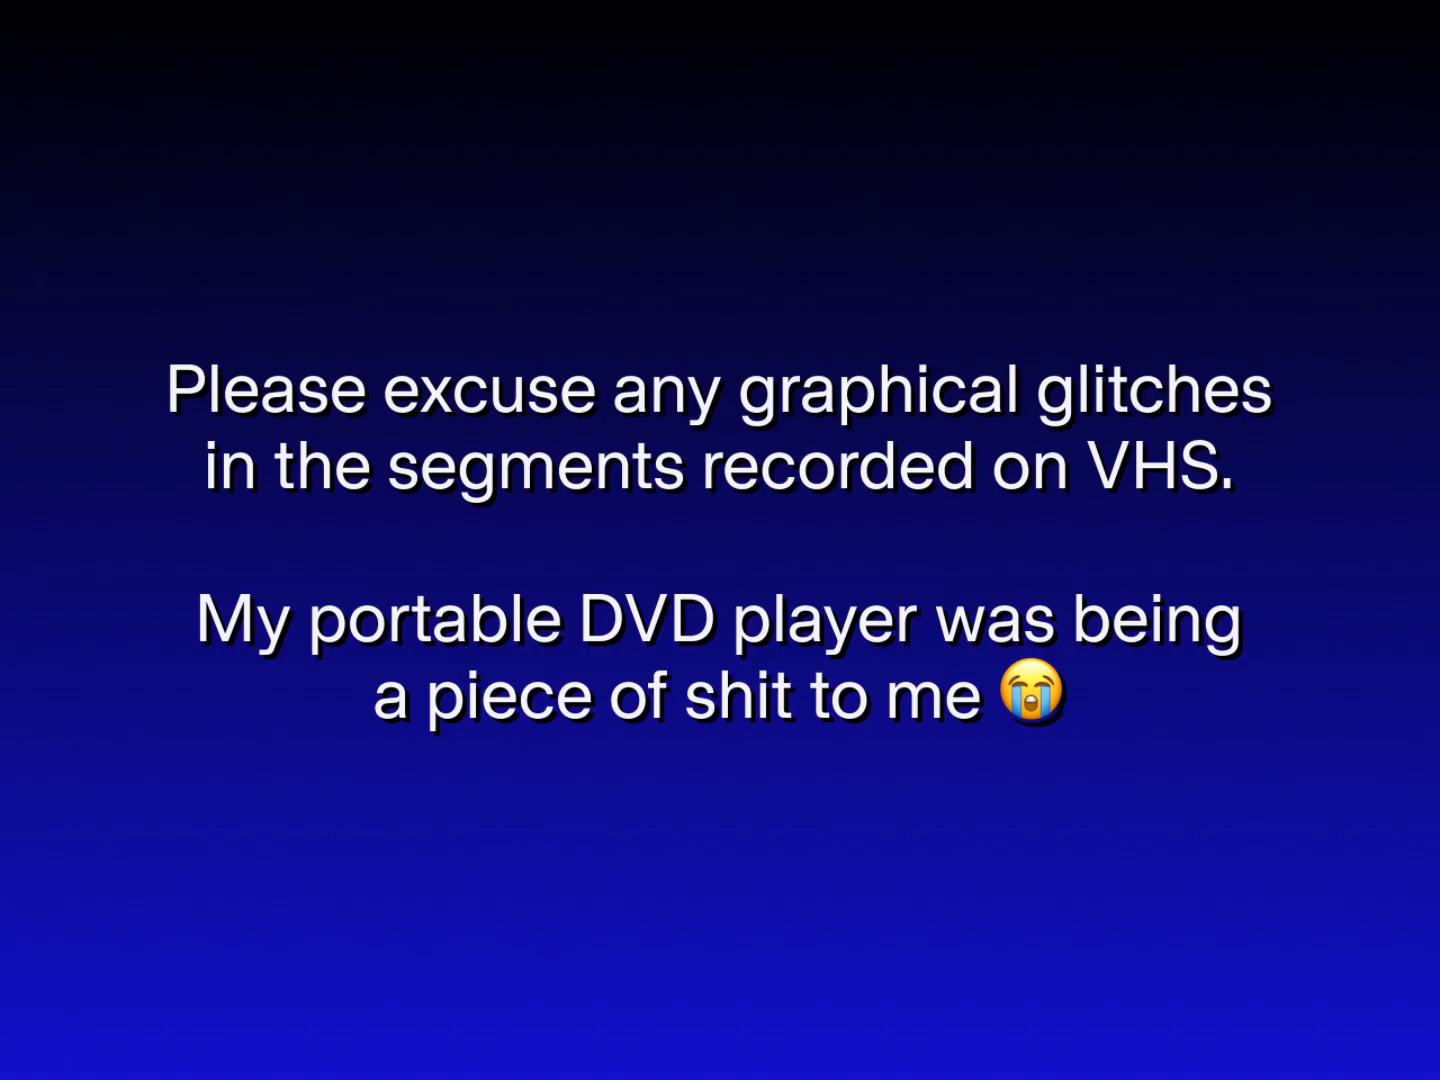 Please excuse any graphical glitches
in the segments recorded on VHS.
My portable DVD player was being
a piece of shit to me 😭